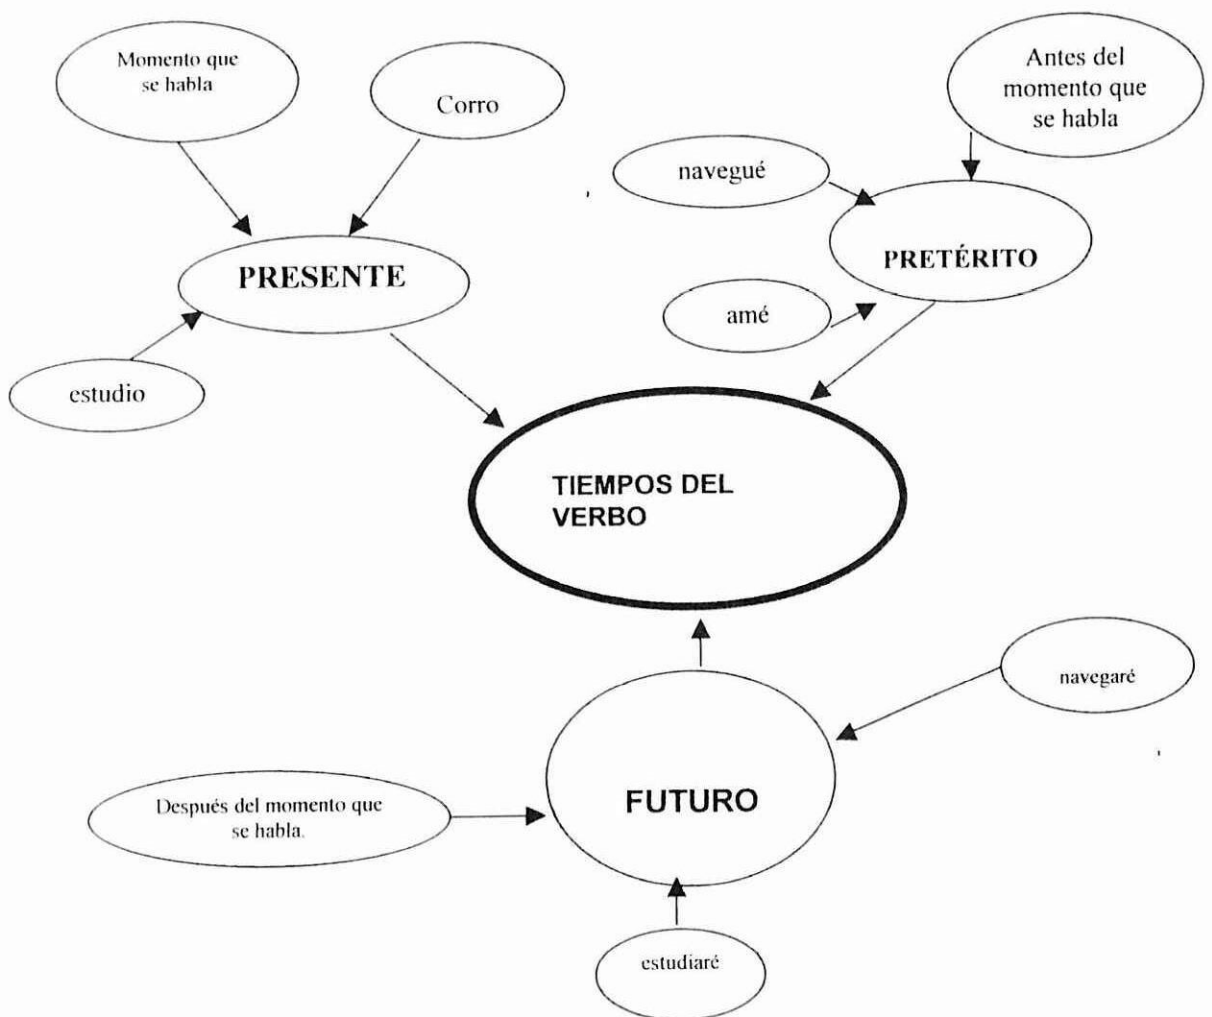 Momento que
se habla
Corro
Antes del
momento que
se habla
navegué
PRESENTE
PRETÉRITO
amé
estudio
TIEMPOS DEL
VERBO
navegaré
FUTURO
Después del momento que
se habla.
estudiaré